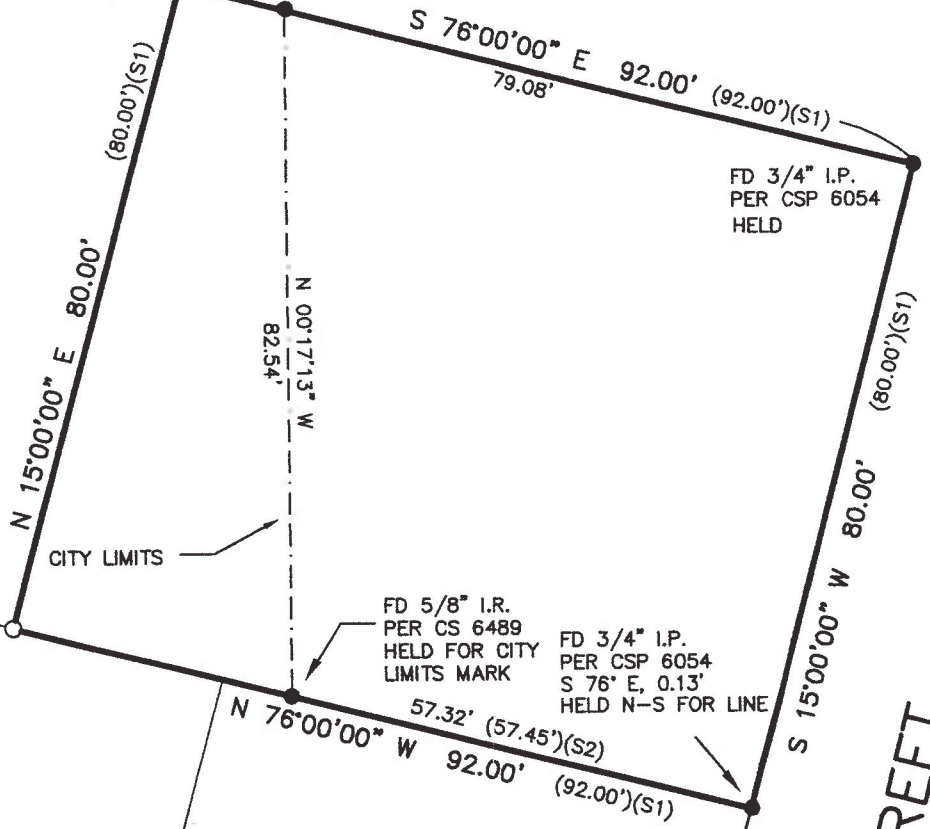 S 76°00'00" E 92.00' (92.00')(S1)
79.08'
(80.00')(S1)
N 15°00'00" E 80.00'
FD 3/4" I.P.
PER CSP 6054
HELD
N 00°17'13" W
82.54'
(80.00')(S1)
S 15°00'00" W 80.00'
CITY LIMITS
FD 5/8" I.R.
PER CS 6489
HELD FOR CITY
LIMITS MARK
FD 3/4" I.P.
PER CSP 6054
S 76° E, 0.13'
HELD N-S FOR LINE
57.32' (57.45')(S2)
N 76°00'00" W 92.00' (92.00')(S1)
REET